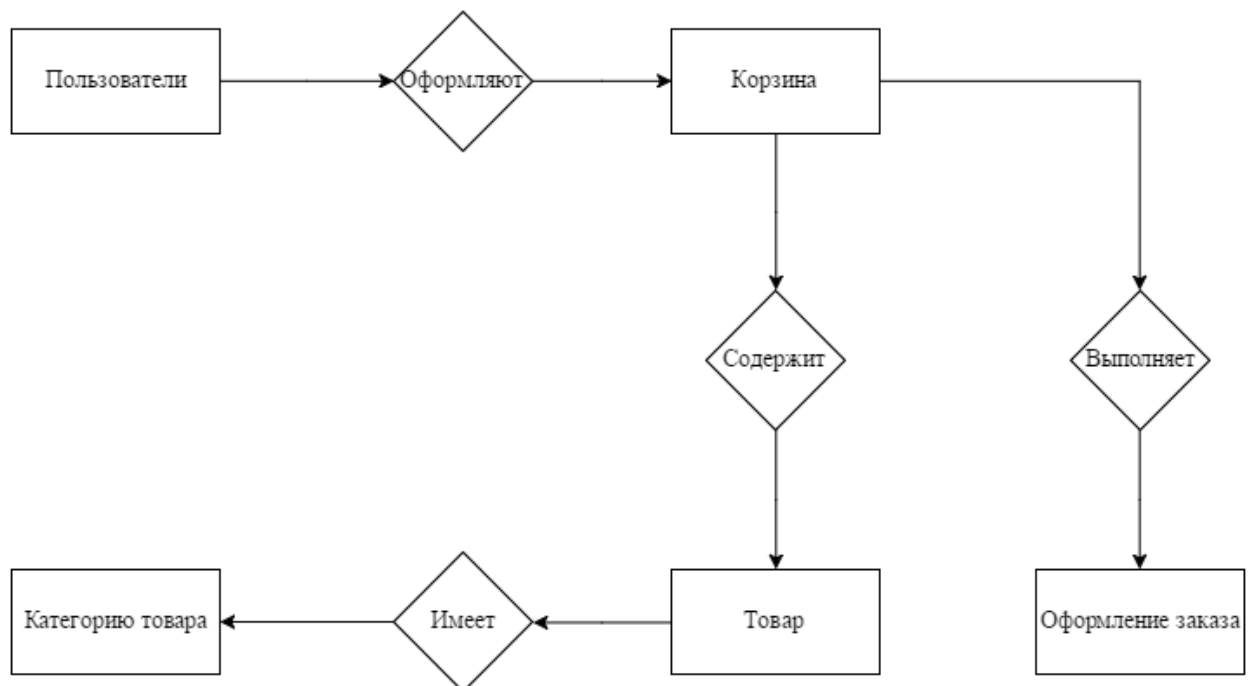 Пользователи
Оформляют
Корзина
Содержит
Выполняет
Категорию товара
Имеет
Товар
Оформление заказа